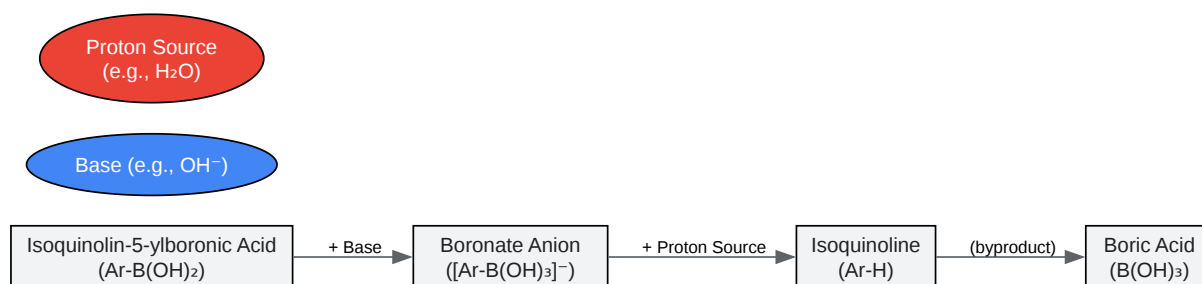 Proton Source
(e.g., H₂O)
Base (e.g., OH⁻)
Isoquinolin-5-ylboronic Acid
(Ar-B(OH)₂)
+ Base
Boronate Anion
([Ar-B(OH)₃]⁻)
+ Proton Source
Isoquinoline
(Ar-H)
(byproduct)
Boric Acid
(B(OH)₃)